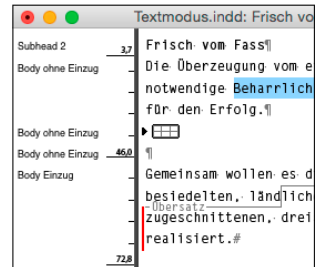 Textmodus.indd: Frisch vo
Subhead 2 3,7 Frisch vom Fass¶
Body ohne Einzug Die Überzeugung vom e
notwendige Beharrlich
für den Erfolg.¶
Body ohne Einzug
Body ohne Einzug 46,0 ¶
Body Einzug Gemeinsam wollen es d
besiedelten, ländlich
Übersatz
zugeschnittenen, drei
realisiert.#
72,8